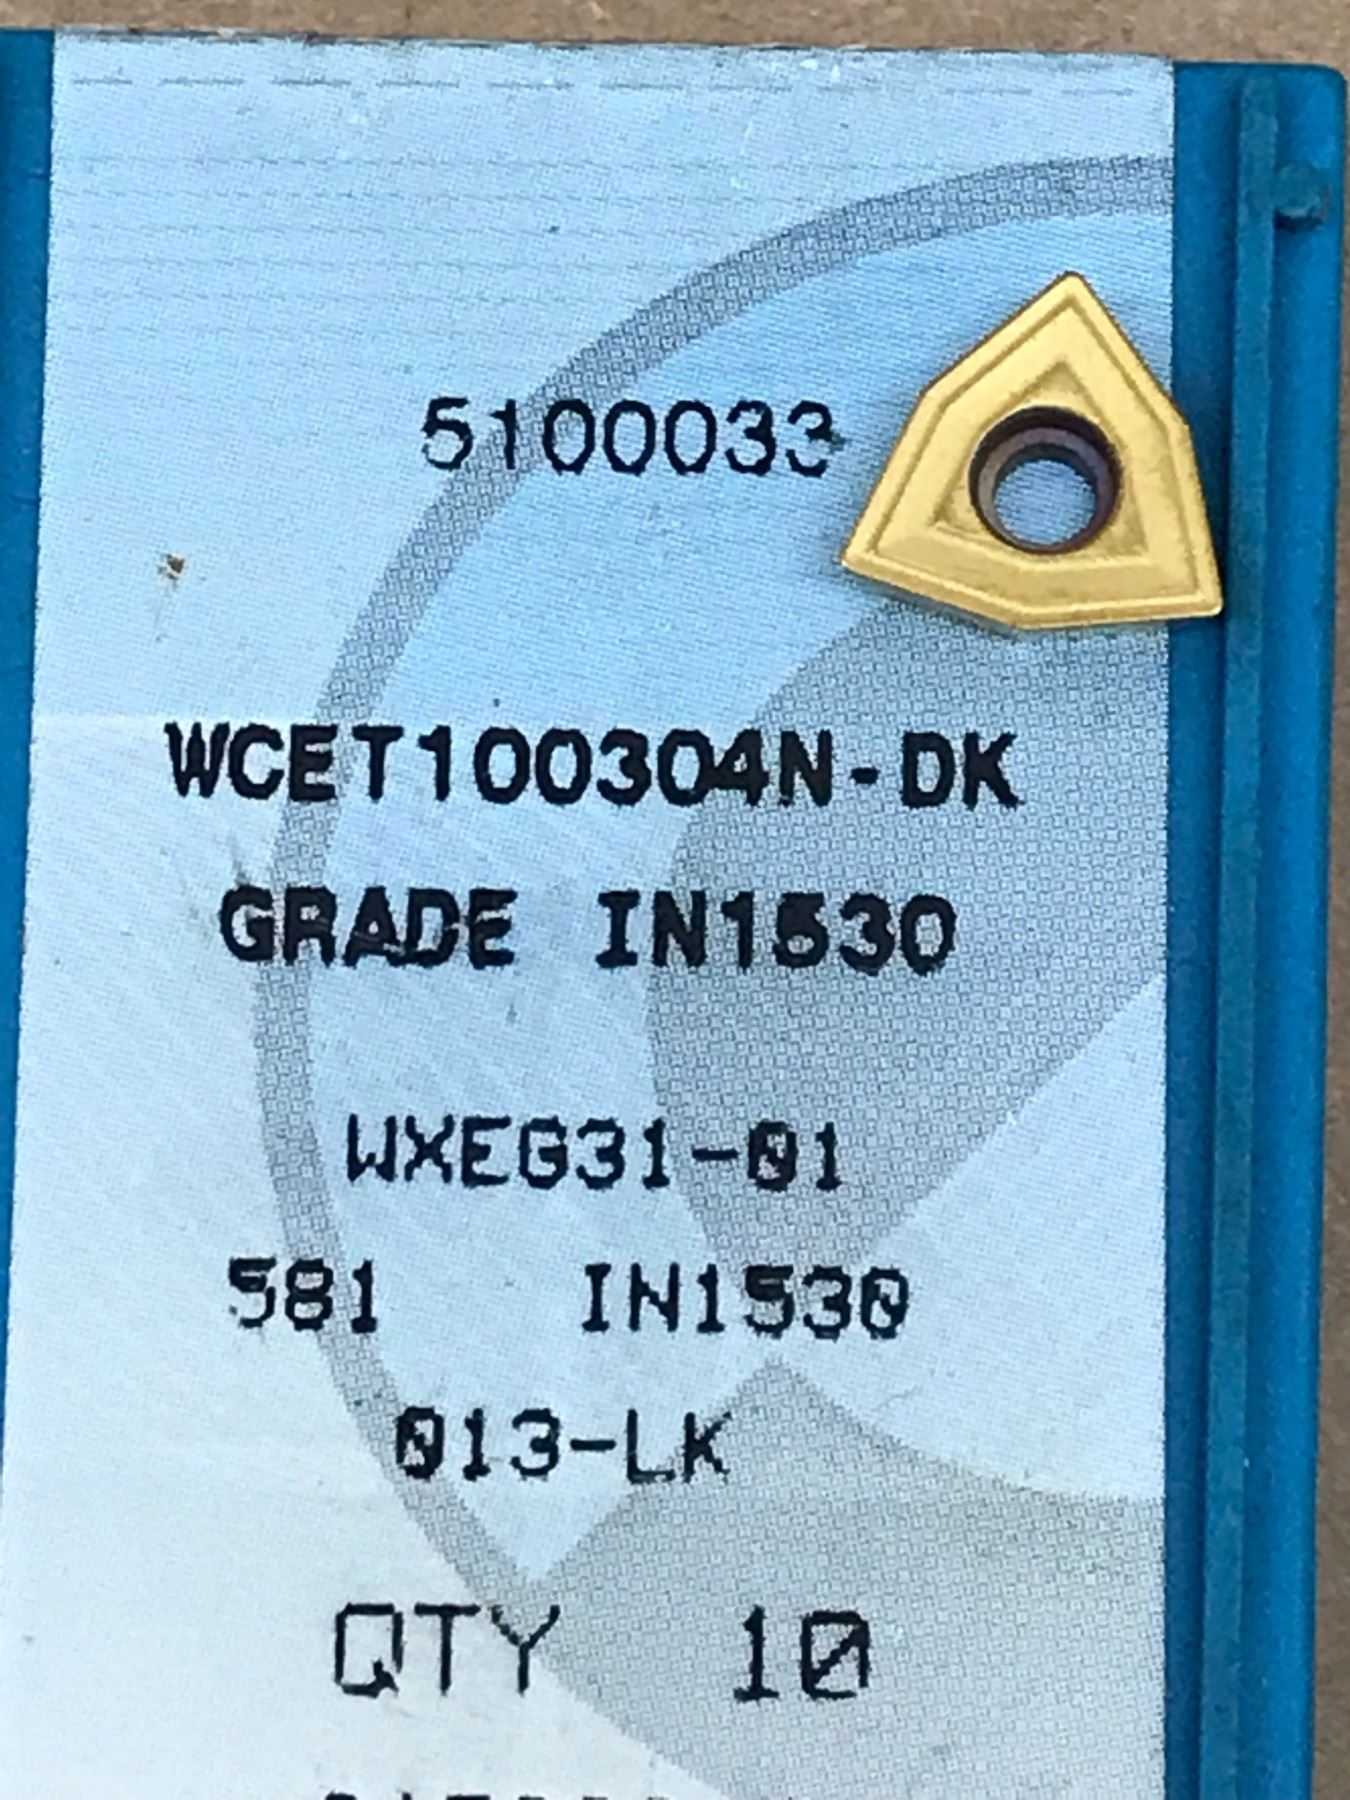 5100033
WCET100304N-DK
GRADE IN1530
WXEG31-01
581 IN1530
013-LK
QTY 10